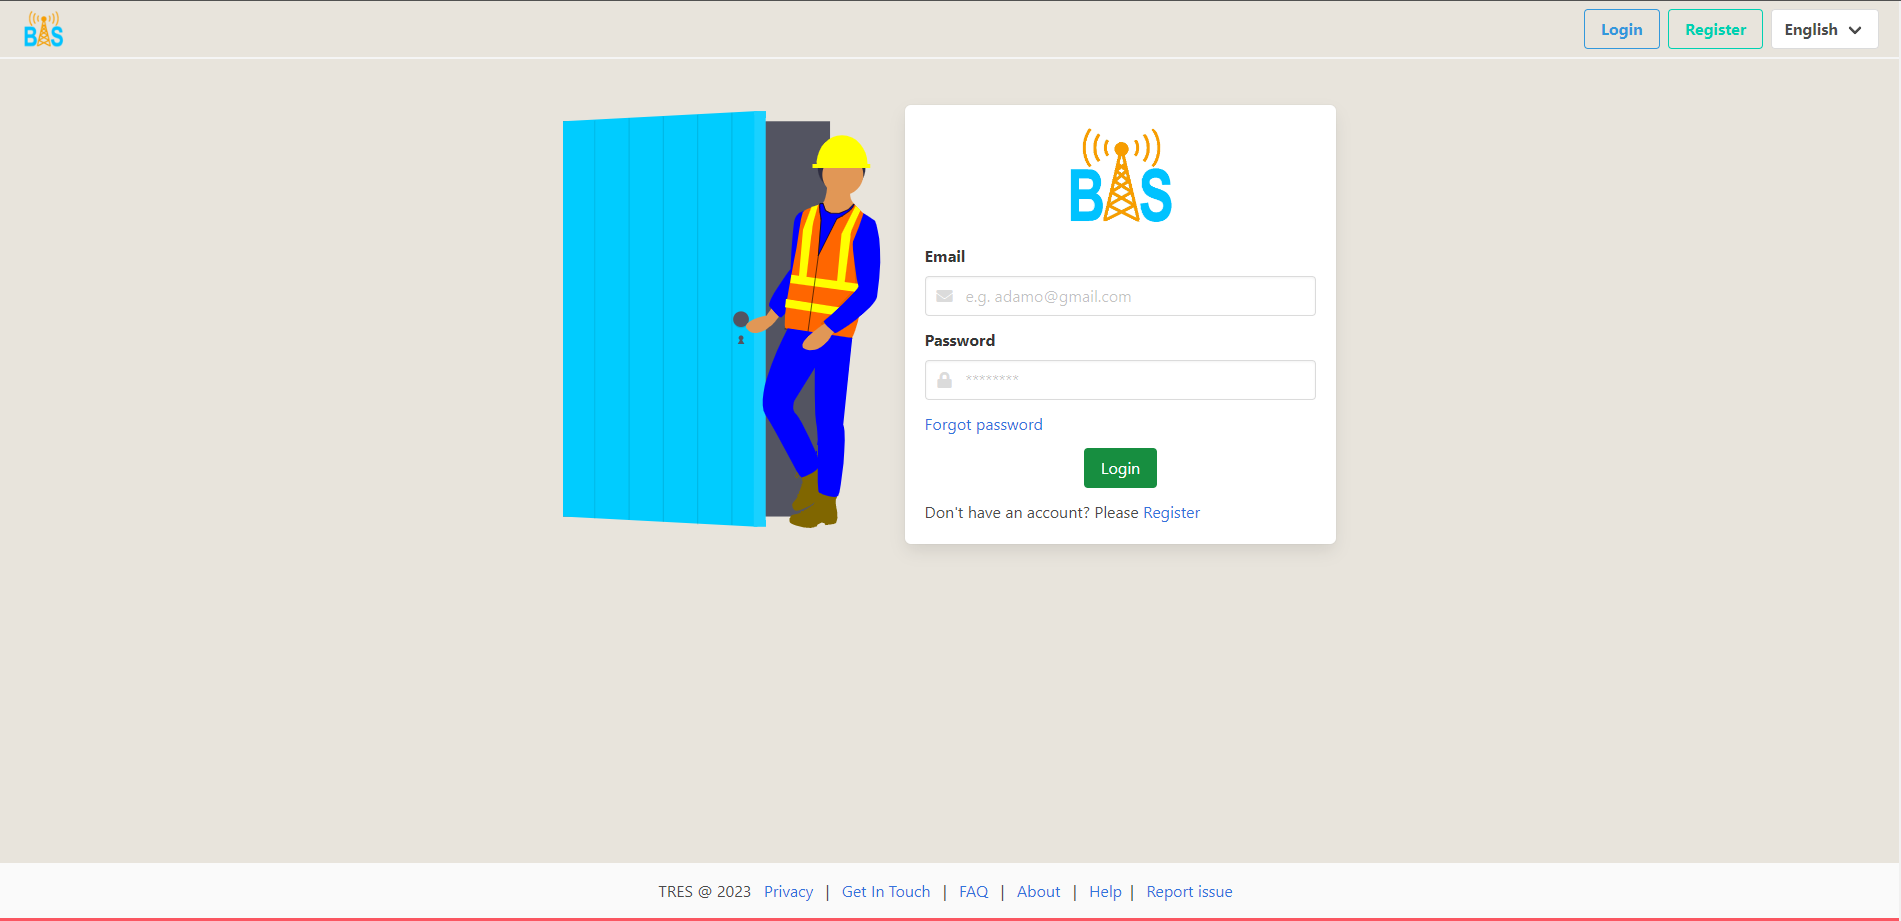 BAS
Login
Register
English
BAS
Email
e.g. adamo@gmail.com
Password
********
Forgot password
Login
Don't have an account? Please Register
TRES @ 2023 Privacy | Get In Touch | FAQ | About | Help | Report issue